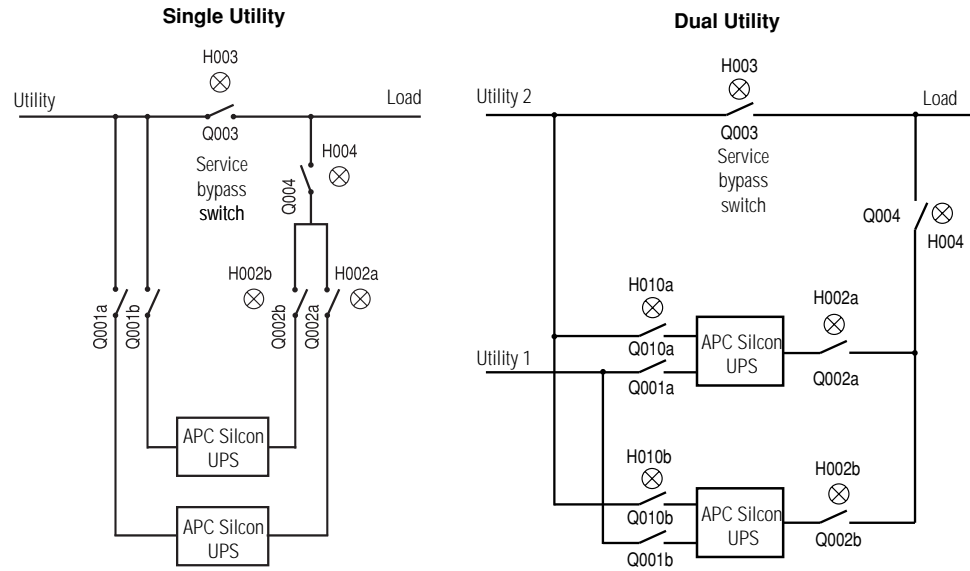 Single Utility
H003
Utility
Load
Q003
Service
bypass
switch
H004
Q004
H002b
H002a
Q001a
Q001b
Q002b
Q002a
APC Silcon
UPS
APC Silcon
UPS
Dual Utility
H003
Utility 2
Load
Q003
Service
bypass
switch
Q004
H004
H010a
H002a
Q010a
APC Silcon
UPS
Utility 1
Q001a
Q002a
H010b
H002b
Q010b
APC Silcon
UPS
Q001b
Q002b